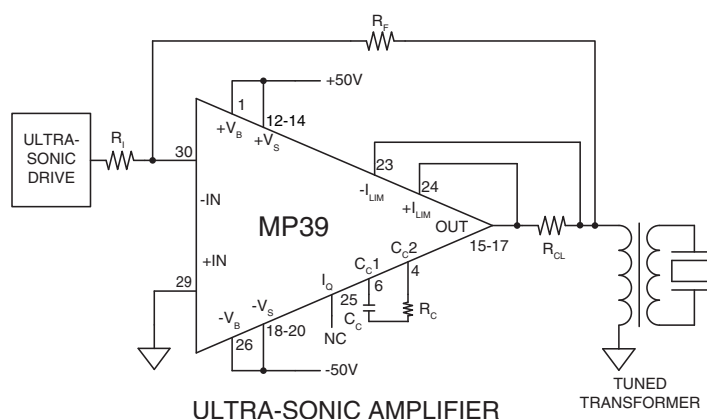 R_F
+50V
1
12-14
+V_B
+V_S
ULTRA-
SONIC
DRIVE
R_I
30
-IN
23
-I_LIM
24
+I_LIM
MP39
OUT
15-17
R_CL
+IN
29
C_C2
4
C_C1
6
I_Q
25
C_C
R_C
NC
-V_S
18-20
-V_B
26
-50V
TUNED
TRANSFORMER
ULTRA-SONIC AMPLIFIER